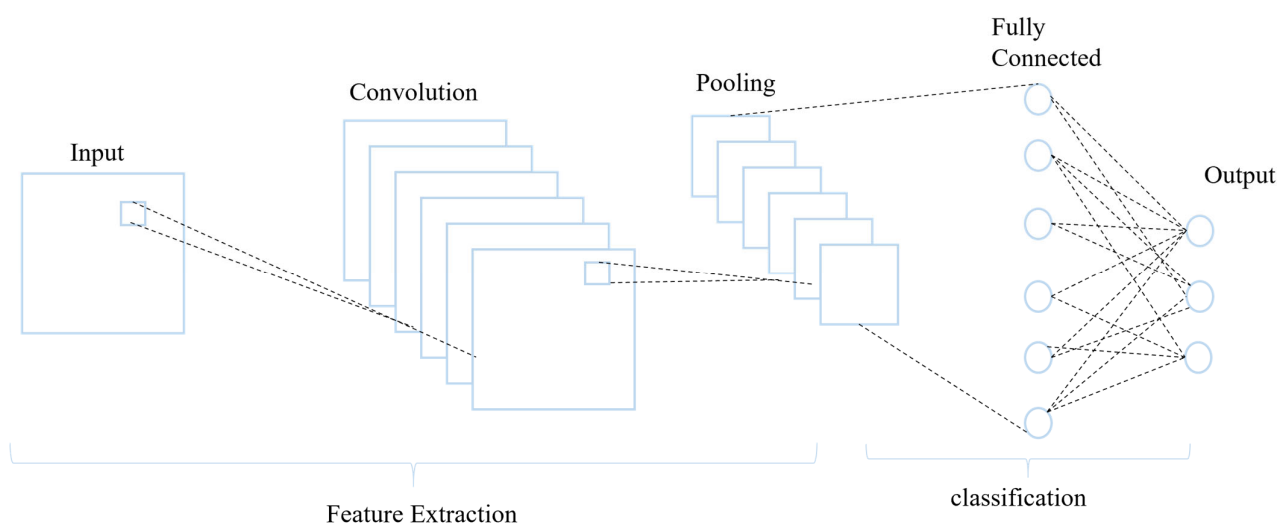 Input
Convolution
Pooling
Fully
Connected
Output
Feature Extraction
classification